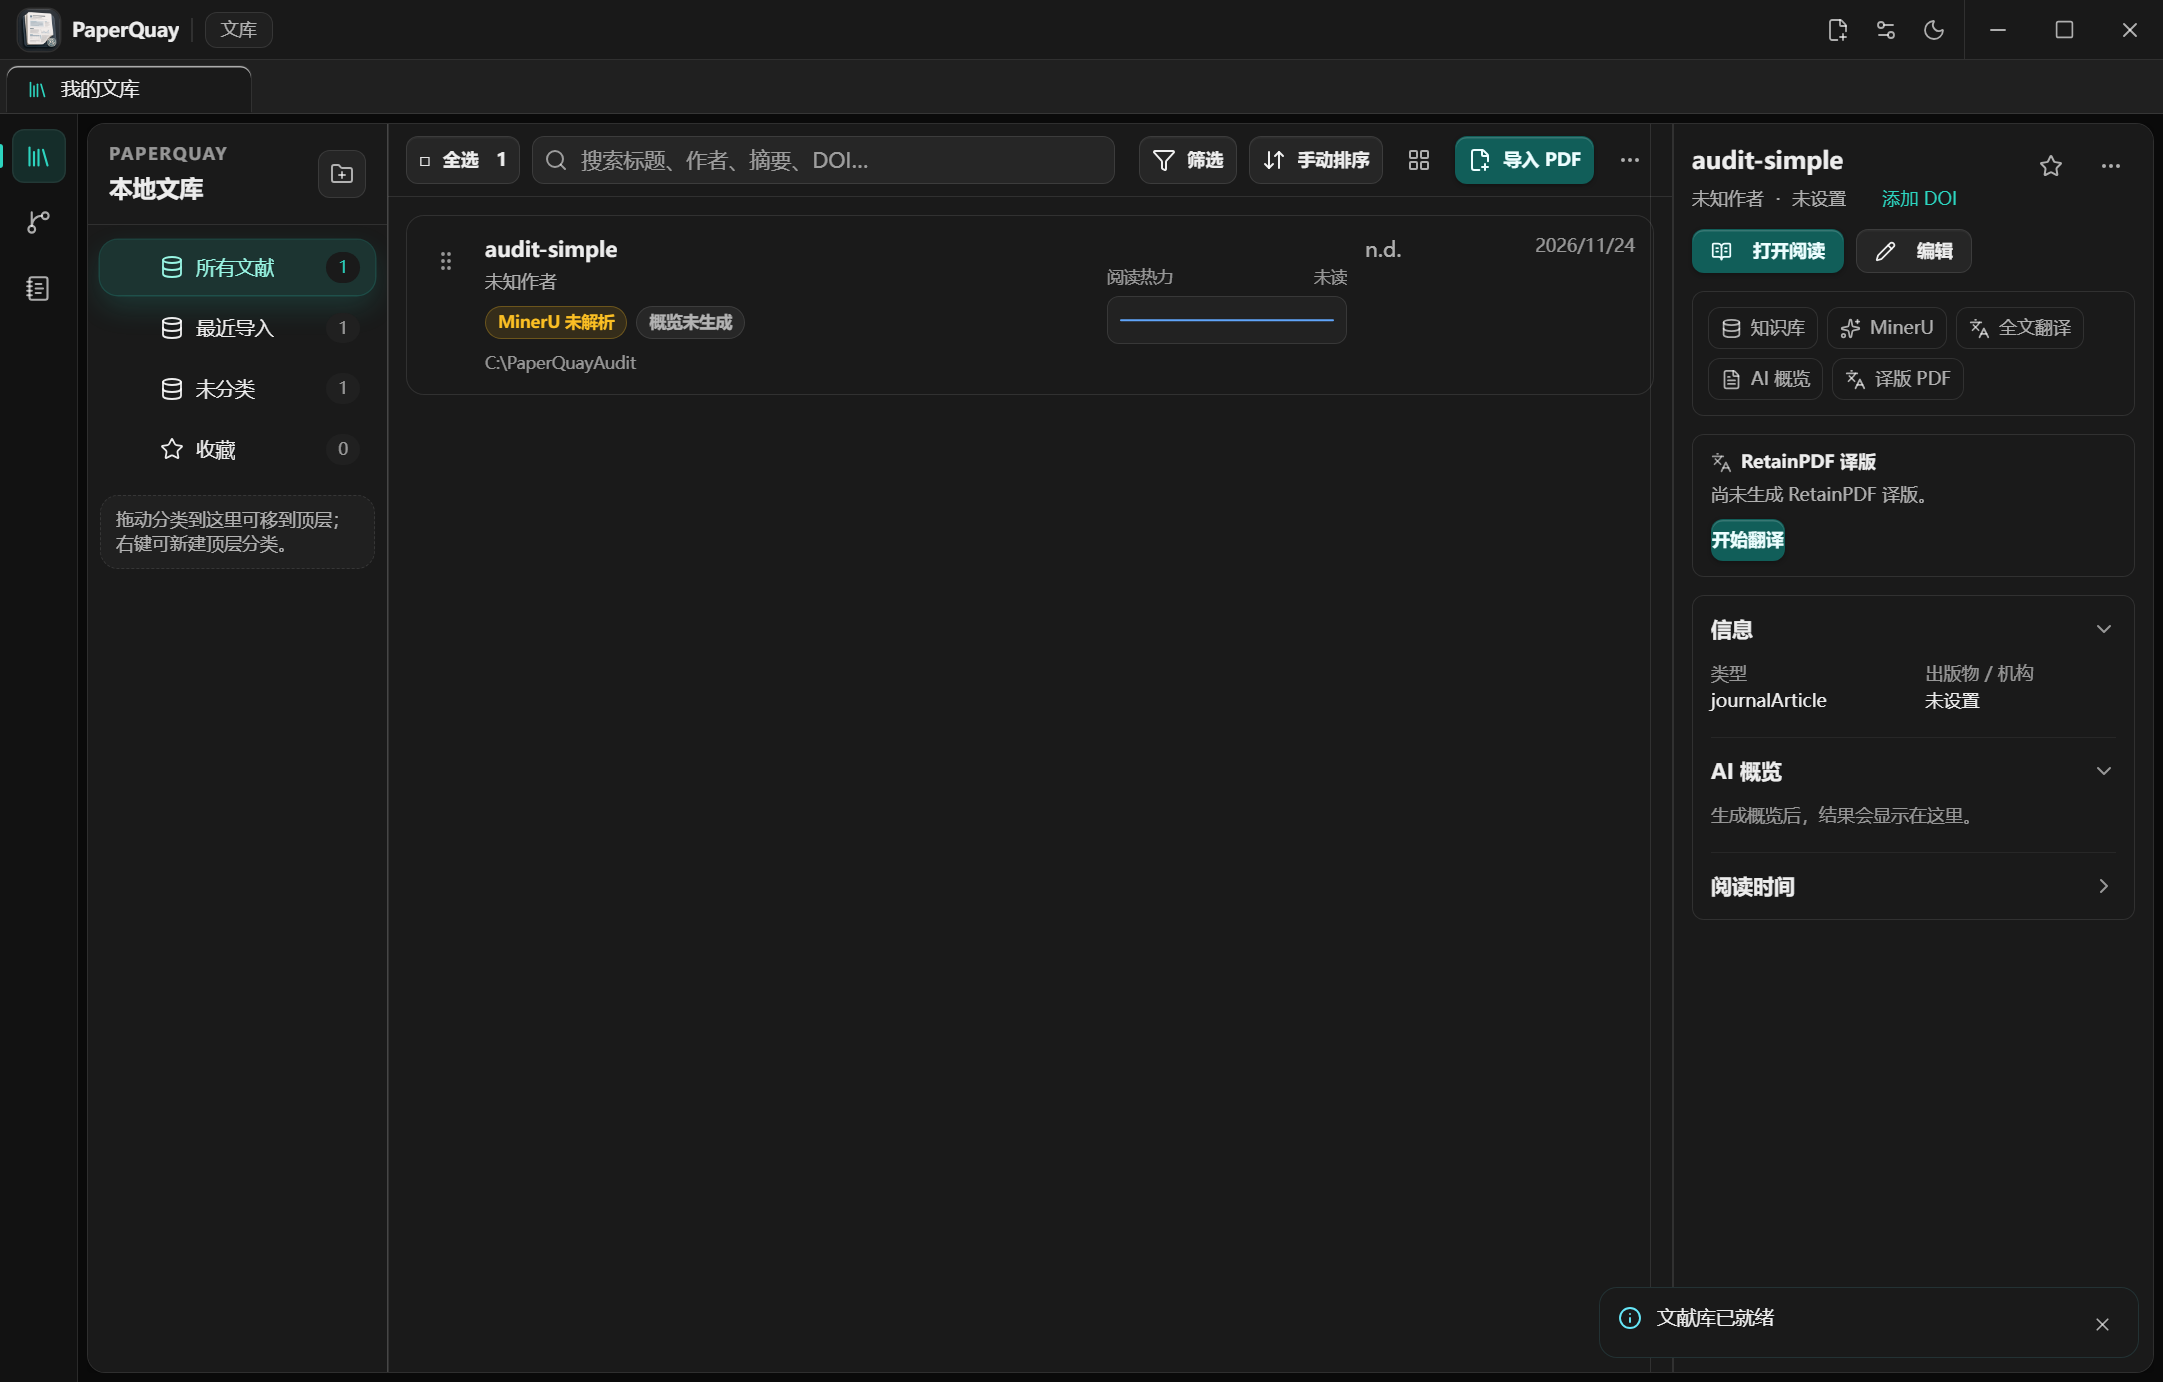 PaperQuay
文库
我的文库
PAPERQUAY
本地文库
所有文献 1
最近导入 1
未分类 1
收藏 0
拖动分类到这里可移到顶层；
右键可新建顶层分类。
全选 1
搜索标题、作者、摘要、DOI...
筛选
手动排序
导入 PDF
audit-simple
未知作者
MinerU 未解析
概览未生成
C:\PaperQuayAudit
阅读热力
未读
n.d.
2026/11/24
audit-simple
未知作者 · 未设置
添加 DOI
打开阅读
编辑
知识库
MinerU
全文翻译
AI 概览
译版 PDF
RetainPDF 译版
尚未生成 RetainPDF 译版。
开始翻译
信息
类型
journalArticle
出版物 / 机构
未设置
AI 概览
生成概览后，结果会显示在这里。
阅读时间
文献库已就绪